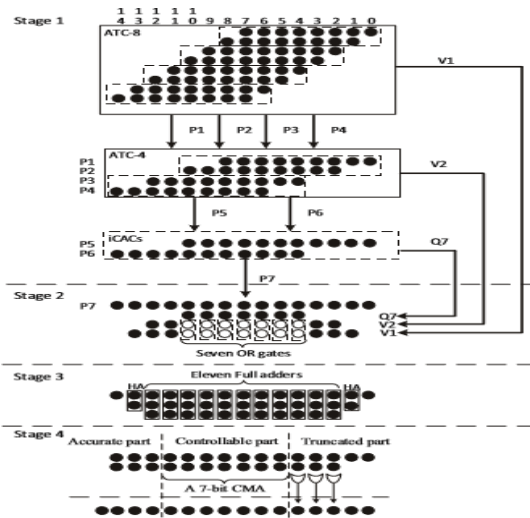 Stage 1
1 1 1 1 1
4 3 2 1 0 9 8 7 6 5 4 3 2 1 0
ATC-8
V1
P1 P2 P3 P4
ATC-4
P1
P2
P3
P4
V2
P5 P6
iCACs
P5
P6
Q7
P7
Stage 2
P7
Q7
V2
V1
Seven OR gates
Stage 3
Eleven Full adders
HA HA
Stage 4
Accurate part Controllable part Truncated part
A 7-bit CMA